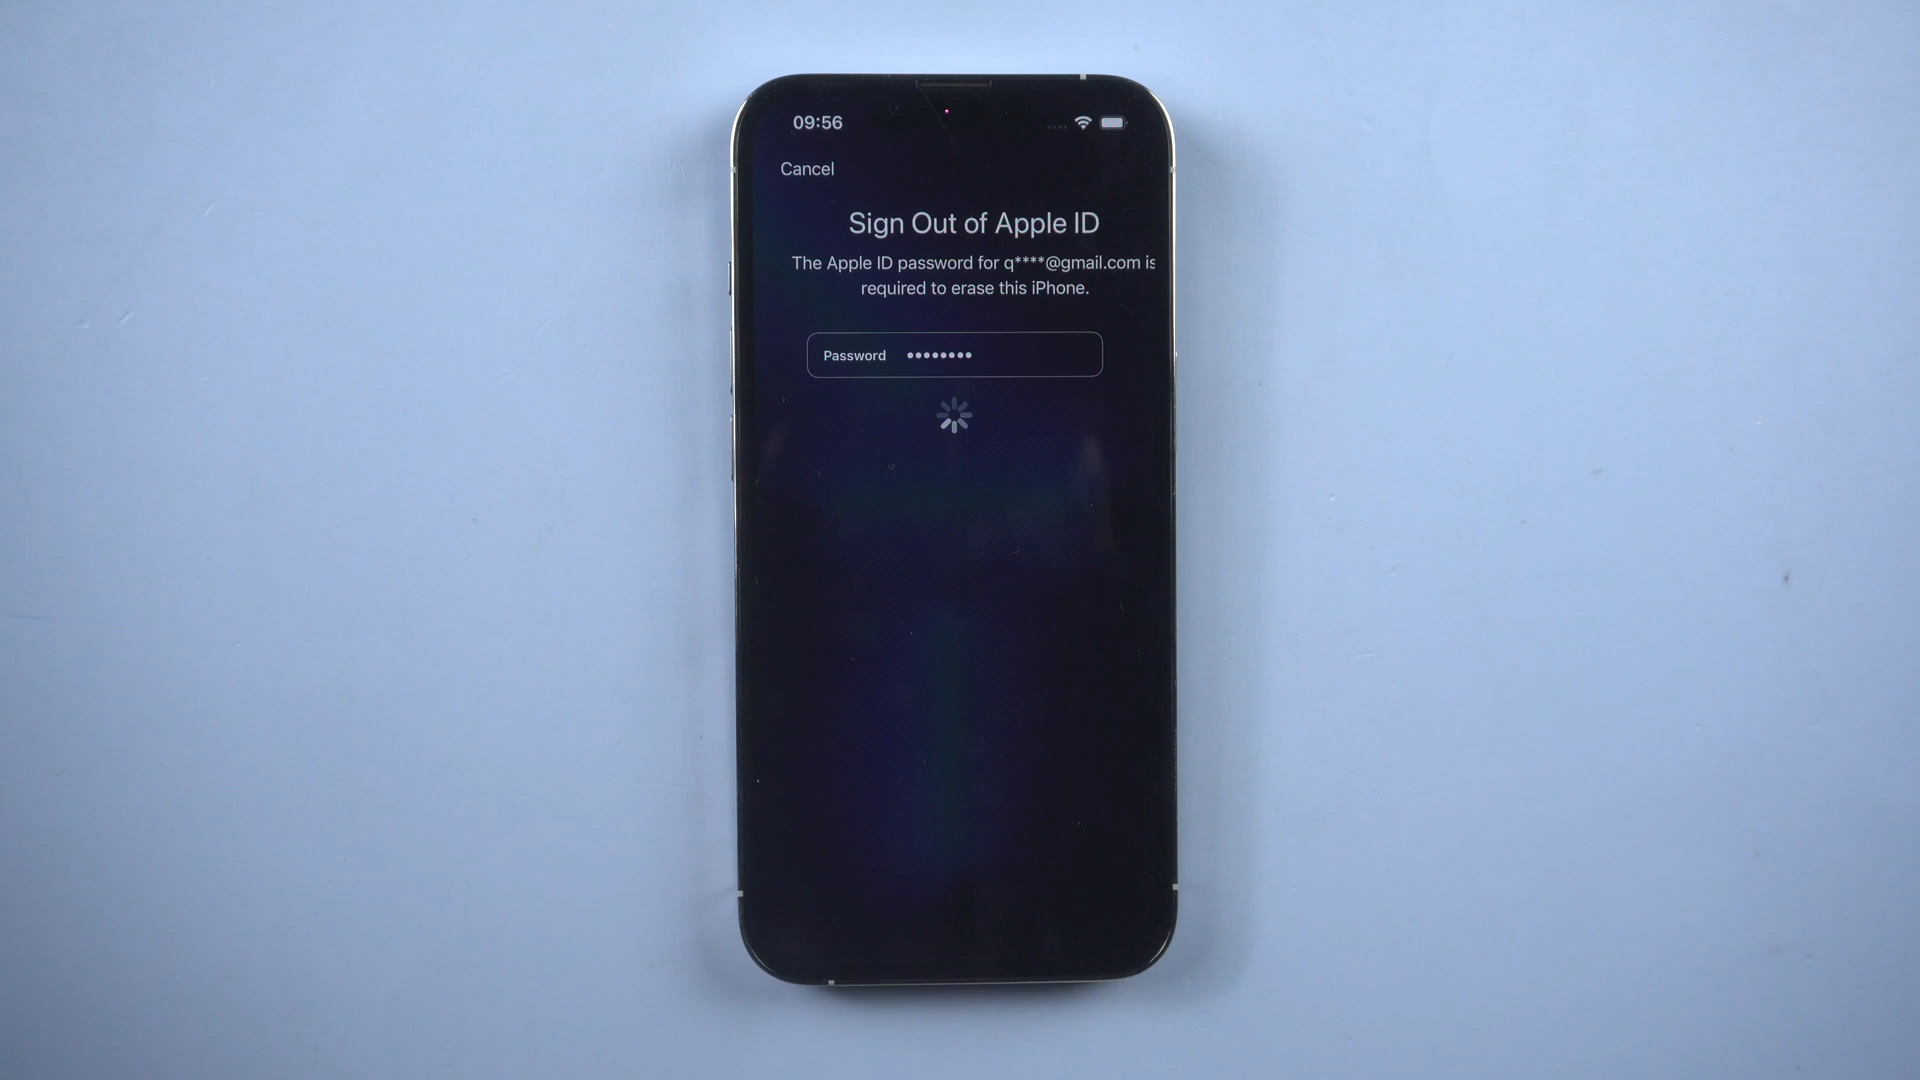 09:56
Cancel
Sign Out of Apple ID
The Apple ID password for q****@gmail.com is
required to erase this iPhone.
Password ••••••••